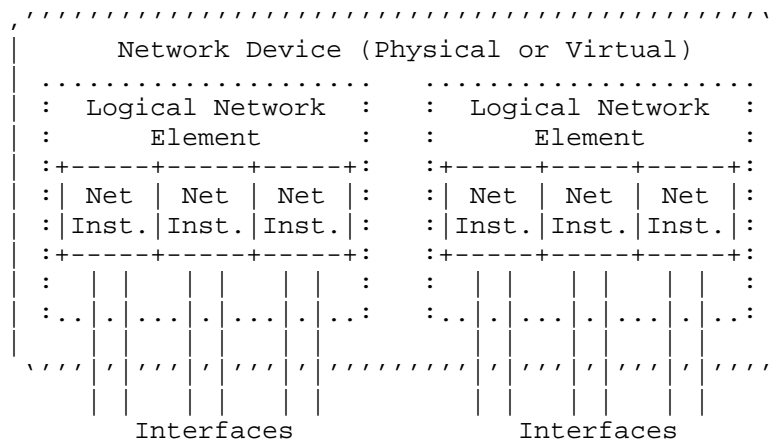 Network Device (Physical or Virtual)
Logical Network Logical Network
Element Element
Net Net Net Net Net Net
Inst. Inst. Inst. Inst. Inst. Inst.
Interfaces Interfaces